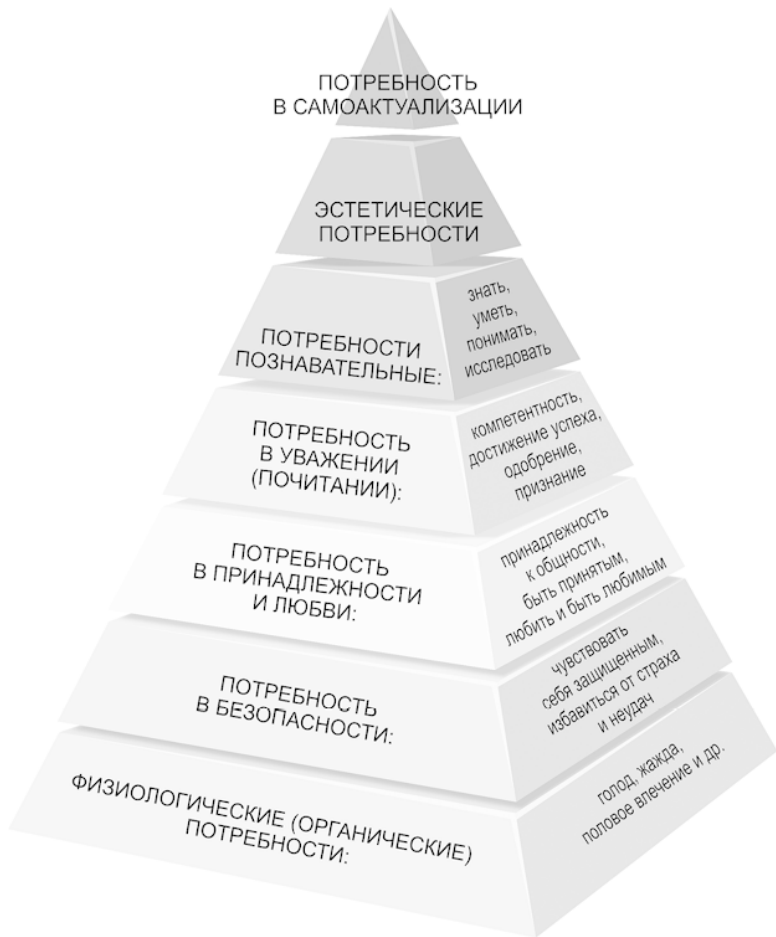 ПОТРЕБНОСТЬ
В САМОАКТУАЛИЗАЦИИ
ЭСТЕТИЧЕСКИЕ
ПОТРЕБНОСТИ
ПОТРЕБНОСТИ
ПОЗНАВАТЕЛЬНЫЕ:
знать,
уметь,
понимать,
исследовать
ПОТРЕБНОСТЬ
В УВАЖЕНИИ
(ПОЧИТАНИИ):
компетентность,
достижение успеха,
одобрение,
признание
ПОТРЕБНОСТЬ
В ПРИНАДЛЕЖНОСТИ
И ЛЮБВИ:
принадлежность
к общности,
быть принятым,
любить и быть любимым
ПОТРЕБНОСТЬ
В БЕЗОПАСНОСТИ:
чувствовать
себя защищенным,
избавиться от страха
и неудач
ФИЗИОЛОГИЧЕСКИЕ (ОРГАНИЧЕСКИЕ)
ПОТРЕБНОСТИ:
голод, жажда,
половое влечение и др.